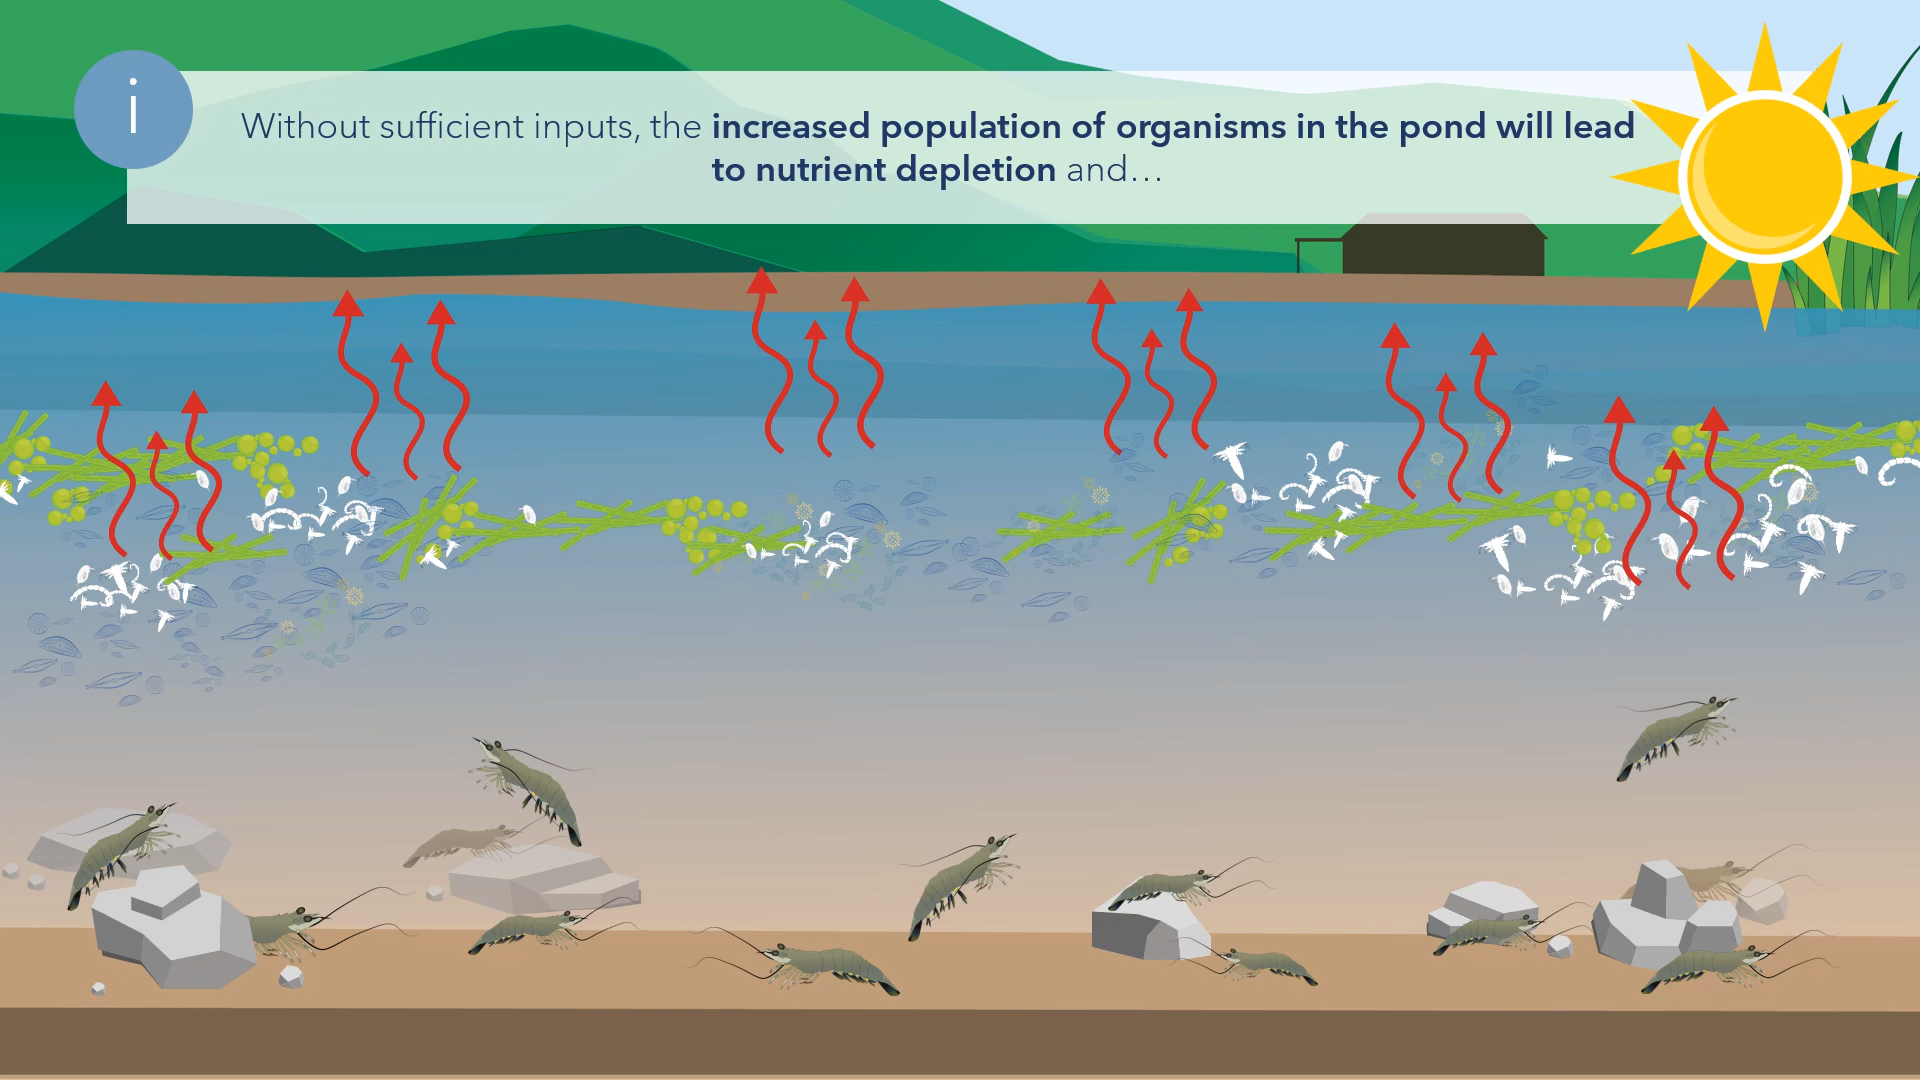 i
Without sufficient inputs, the increased population of organisms in the pond will lead
to nutrient depletion and…